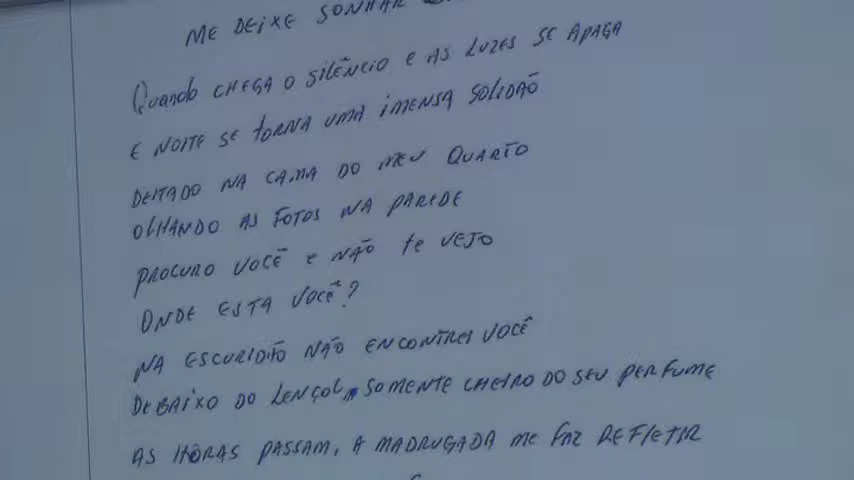 ME DEIXE SONHAR
Quando CHEGA O SILÊNCIO E AS LUZES SE APAGA
E NOITE SE TORNA UMA IMENSA SOLIDÃO
DEITADO NA CAMA DO MEU QUARTO
OLHANDO AS FOTOS NA PAREDE
PROCURO VOCÊ E NÃO TE VEJO
ONDE ESTA VOCÊ?
NA ESCURIDÃO NÃO ENCONTREI VOCÊ
DEBAIXO DO LENÇOL, SOMENTE CHEIRO DO SEU PERFUME
AS HORAS PASSAM, A MADRUGADA ME FAZ REFLETIR